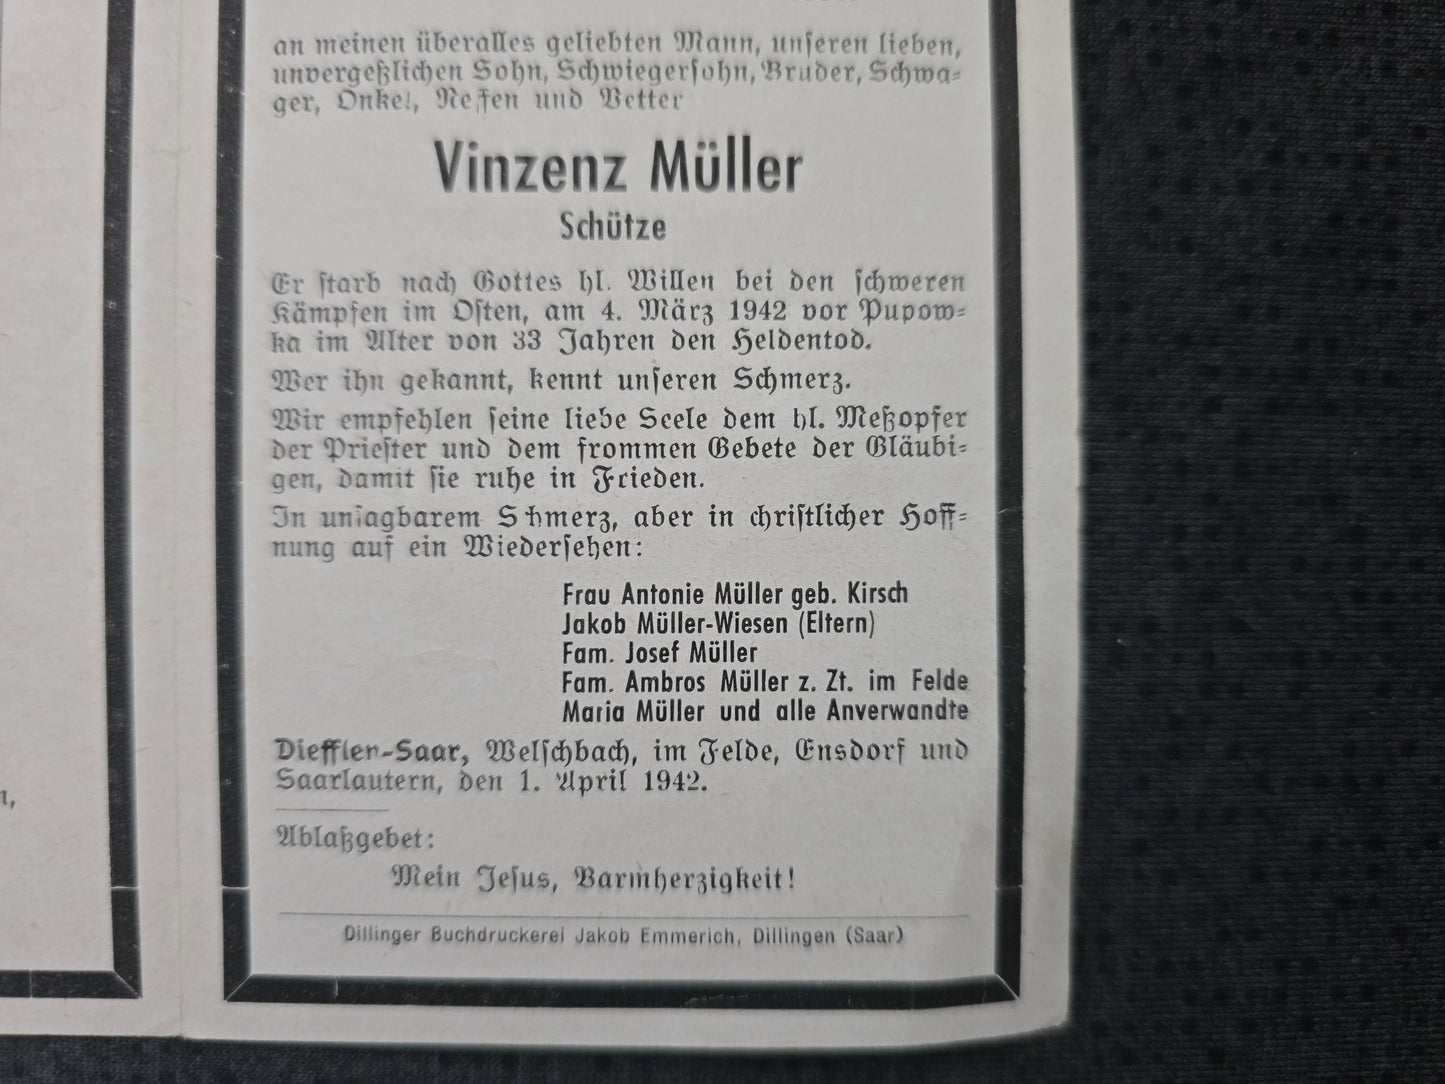 an meinen überalles geliebten Mann, unseren lieben,
unvergeßlichen Sohn, Schwiegersohn, Bruder, Schwa-
ger, Onkel, Neffen und Vetter
Vinzenz Müller
Schütze
Er starb nach Gottes hl. Willen bei den schweren
Kämpfen im Osten, am 4. März 1942 vor Pupow-
ka im Alter von 33 Jahren den Heldentod.
Wer ihn gekannt, kennt unseren Schmerz.
Wir empfehlen seine liebe Seele dem hl. Meßopfer
der Priester und dem frommen Gebete der Gläubi-
gen, damit sie ruhe in Frieden.
In unsagbarem Schmerz, aber in christlicher Hoff-
nung auf ein Wiedersehen:
Frau Antonie Müller geb. Kirsch
Jakob Müller-Wiesen (Eltern)
Fam. Josef Müller
Fam. Ambros Müller z. Zt. im Felde
Maria Müller und alle Anverwandte
Diefflen-Saar, Welschbach, im Felde, Ensdorf und
Saarlautern, den 1. April 1942.
Ablaßgebet:
Mein Jesus, Barmherzigkeit!
Dillinger Buchdruckerei Jakob Emmerich, Dillingen (Saar)